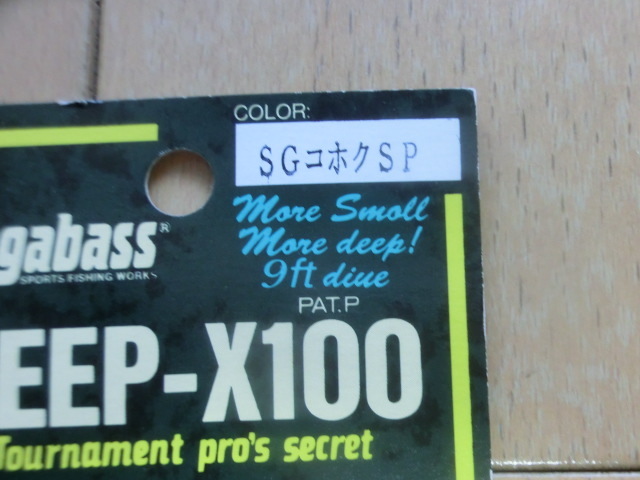 COLOR:
SGコホクSP
More Smoll
More deep!
9ft diue
PAT.P
gabass®
SPORTS FISHING WORKS
EEP-X100
Tournament pro's secret